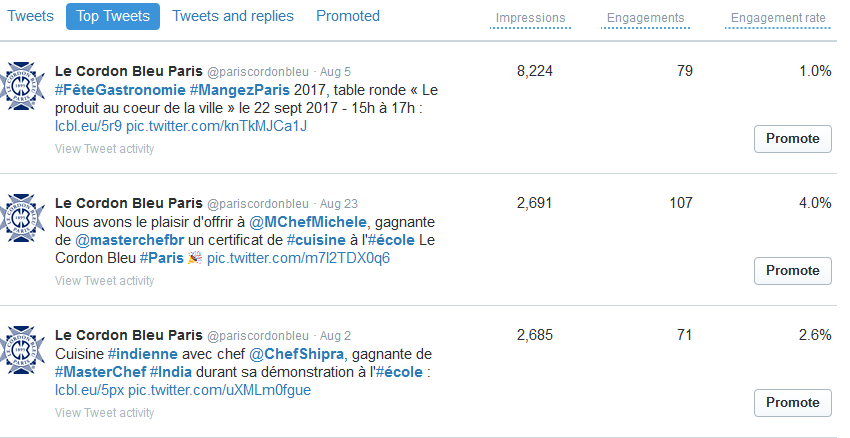 Tweets Top Tweets Tweets and replies Promoted Impressions Engagements Engagement rate
Le Cordon Bleu Paris @pariscordonbleu · Aug 5 8,224 79 1.0%
#FêteGastronomie #MangezParis 2017, table ronde « Le
produit au coeur de la ville » le 22 sept 2017 - 15h à 17h :
lcbl.eu/5r9 pic.twitter.com/knTkMJCa1J
Promote
View Tweet activity
Le Cordon Bleu Paris @pariscordonbleu · Aug 23 2,691 107 4.0%
Nous avons le plaisir d'offrir à @MChefMichele, gagnante
de @masterchefbr un certificat de #cuisine à l'#école Le
Cordon Bleu #Paris 🎉 pic.twitter.com/m7l2TDX0q6
Promote
View Tweet activity
Le Cordon Bleu Paris @pariscordonbleu · Aug 2 2,685 71 2.6%
Cuisine #indienne avec chef @ChefShipra, gagnante de
#MasterChef #India durant sa démonstration à l'#école :
lcbl.eu/5px pic.twitter.com/uXMLm0fgue
Promote
View Tweet activity